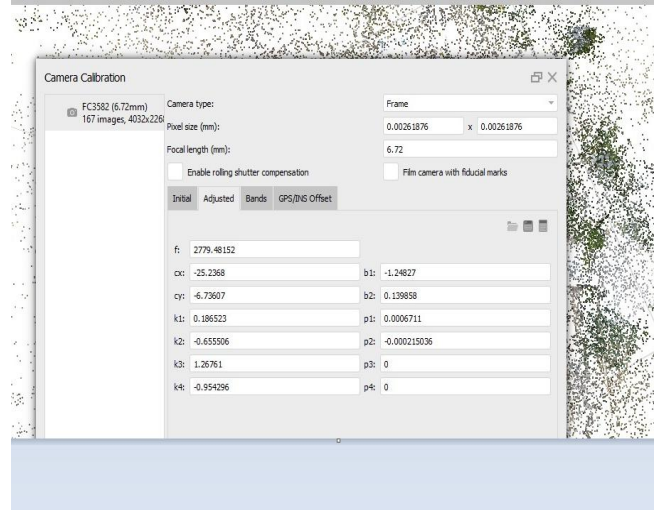 Camera Calibration
FC3582 (6.72mm)
167 images, 4032x226
Camera type: Frame
Pixel size (mm): 0.00261876 x 0.00261876
Focal length (mm): 6.72
Enable rolling shutter compensation Film camera with fiducial marks
Initial Adjusted Bands GPS/INS Offset
f: 2779.48152
cx: -25.2368 b1: -1.24827
cy: -6.73607 b2: 0.139858
k1: 0.186523 p1: 0.0006711
k2: -0.655506 p2: -0.000215036
k3: 1.26761 p3: 0
k4: -0.954296 p4: 0